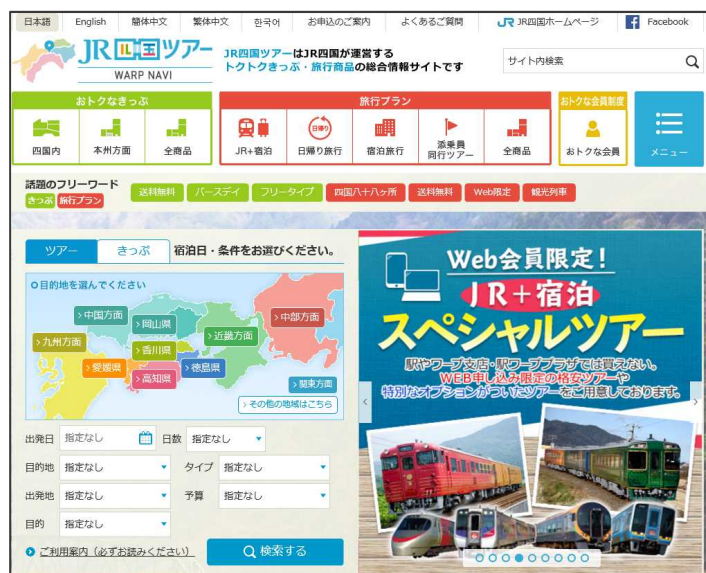 日本語 English 簡体中文 繁体中文 한국어 お申込のご案内 よくあるご質問 JR JR四国ホームページ f Facebook
JR四国ツアー
WARP NAVI
JR四国ツアーはJR四国が運営する
トクトクきっぷ・旅行商品の総合情報サイトです
サイト内検索
おトクなきっぷ 旅行プラン おトクな会員制度
四国内 本州方面 全商品 JR+宿泊 日帰り 日帰り旅行 宿泊旅行 添乗員 同行ツアー 全商品 おトクな会員 メニュー
話題のフリーワード
きっぷ 旅行プラン
送料無料 バースデイ フリータイプ 四国八十八ヶ所 送料無料 Web限定 観光列車
ツアー きっぷ 宿泊日・条件をお選びください。
目的地を選んでください
>中国方面 >岡山県 >近畿方面 >中部方面
>九州方面 >香川県
>愛媛県 >高知県 >徳島県
>関東方面
>その他の地域はこちら
出発日 指定なし 日数 指定なし
目的地 指定なし タイプ 指定なし
出発地 指定なし 予算 指定なし
目的 指定なし
ご利用案内（必ずお読みください） 検索する
Web会員限定!
JR+宿泊
スペシャルツアー
駅やワープ支店・駅ワーププラザでは買えない。
WEB申し込み限定の格安ツアーや
特別なオプションがついたツアーをご用意しております。